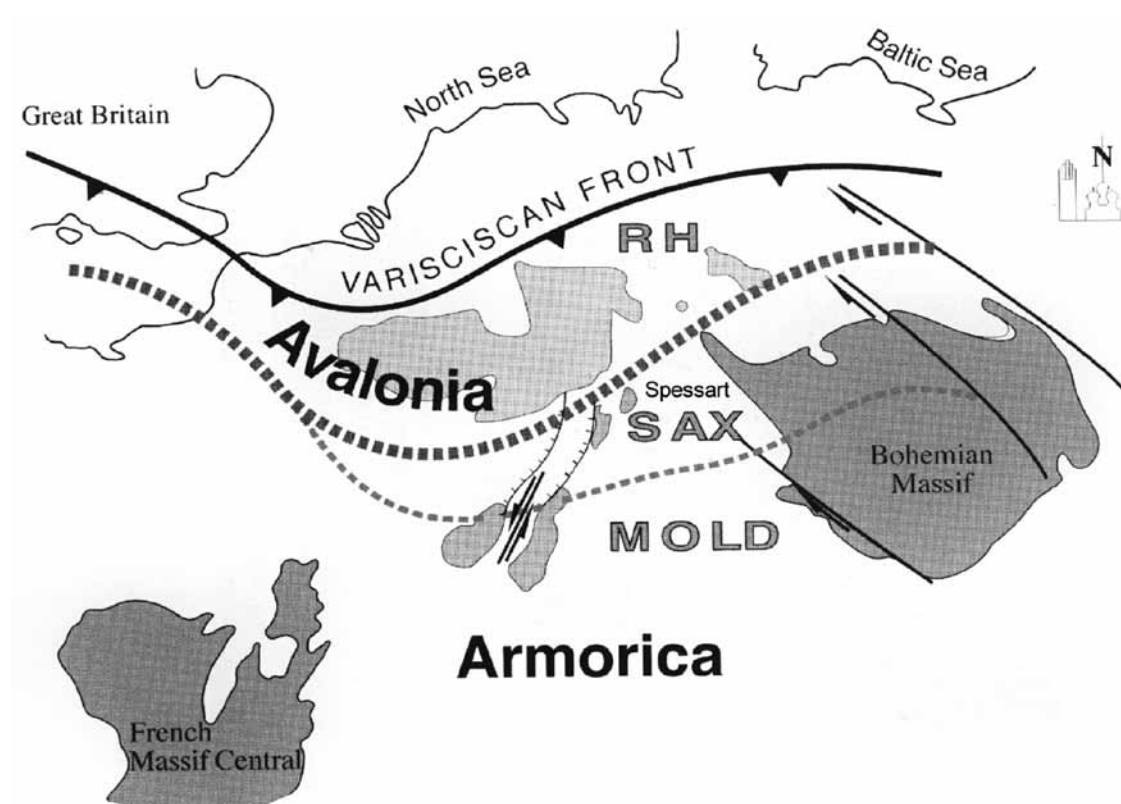 Great Britain
North Sea
Baltic Sea
N
VARISCISCAN FRONT
RH
Avalonia
Spessart
SAX
Bohemian
Massif
MOLD
Armorica
French
Massif Central